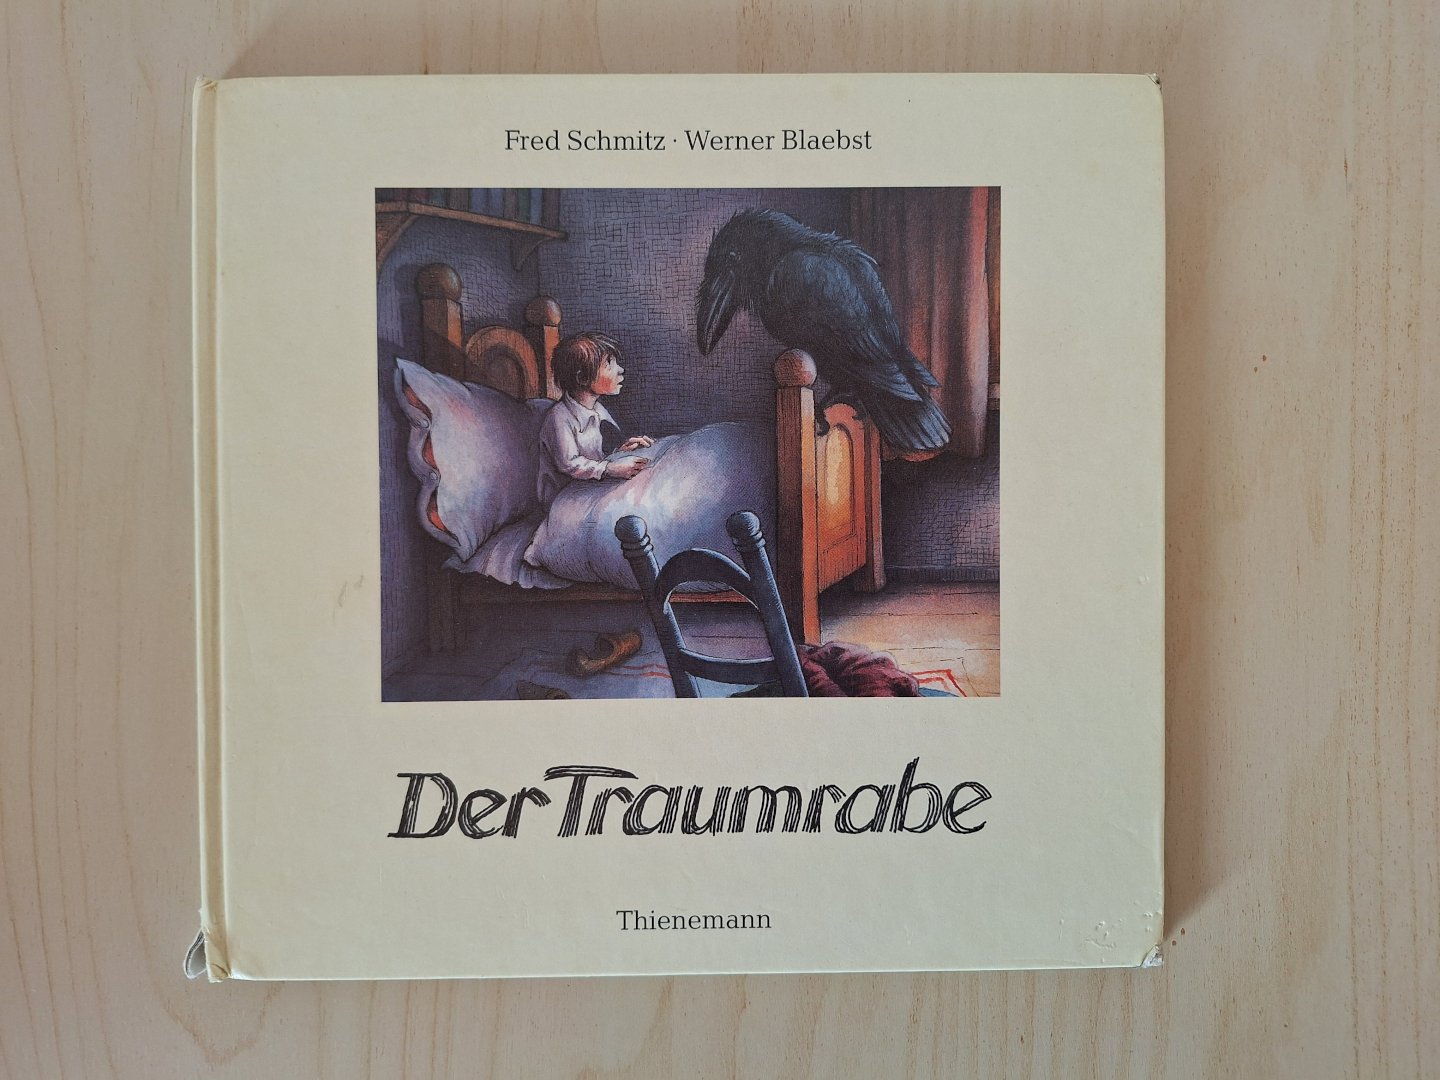 Fred Schmitz · Werner Blaebst
Der Traumrabe
Thienemann